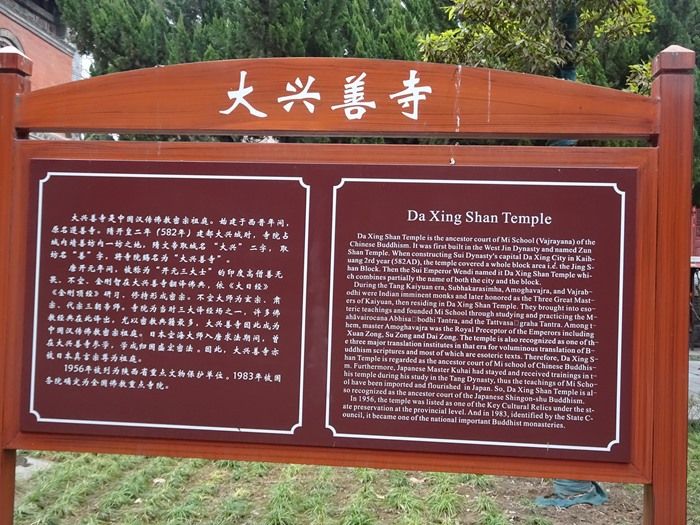 大兴善寺
大兴善寺是中国汉传佛教密宗祖庭。始建于西晋年间，
原名遵善寺。隋开皇二年（582年）建都大兴城时，寺院占
城内靖善坊内一坊之地，隋文帝取城名“大兴”二字，取
坊名“善”字，将寺院赐名为“大兴善寺”。
唐开元年间，被称为“开元三大士”的印度高僧善无
畏、不空、金刚智在大兴善寺翻译佛典，依《大日经》
《金刚顶经》研习、修持形成密宗。不空大师为玄宗、肃
宗、代宗三朝帝师。寺院为当时三大译经场之一，许多佛
教经典在此译出，尤以密教典籍最多，大兴善寺因此成为
中国汉传佛教密宗祖庭。日本空海大师入唐求法期间，曾
在大兴善寺参学，学成归国盛宏密法。因此，大兴善寺亦
被日本真言宗尊为祖庭。
1956年被列为陕西省重点文物保护单位。1983年被国
务院确定为全国佛教重点寺院。
Da Xing Shan Temple
Da Xing Shan Temple is the ancestor court of Mi School (Vajrayana) of the
Chinese Buddhism. It was first built in the West Jin Dynasty and named Zun
Shan Temple. When constructing Sui Dynasty's capital Da Xing City in Kaih-
uang 2rd year (582AD), the temple covered a whole block area i,e. the Jing S-
han Block. Then the Sui Emperor Wendi named it Da Xing Shan Temple whi-
ch combines partially the name of both the city and the block.
During the Tang Kaiyuan era, Subhakarasimha, Amoghavajra, and Vajrab-
odhi were Indian imminent monks and later honored as the Three Great Mast-
ers of Kaiyuan, then residing in Da Xing Shan Temple. They brought into eso-
teric teachings and founded Mi School through studying and practicing the M-
ahávairocana Abhisa□bodhi Tantra, and the Tattvasa□graha Tantra. Among t-
hem, master Amoghavajra was the Royal Preceptor of the Emperors including
Xuan Zong, Su Zong and Dai Zong. The temple is also recognized as one of th-
e three major translation institutes in that era for voluminous translation of B-
uddhism scriptures and most of which are esoteric texts. Therefore, Da Xing S-
han Temple is regarded as the ancestor court of Mi school of Chinese Buddhis-
m. Furthermore, Japanese Master Kuhai had stayed and received trainings in t-
his temple during his study in the Tang Dynasty, thus the teachings of Mi Scho-
ol have been imported and flourished in Japan. So, Da Xing Shan Temple is al-
so recognized as the ancestor court of the Japanese Shingon-shu Buddhism.
In 1956, the temple was listed as one of the Key Cultural Relics under the st-
ate preservation at the provincial level. And in 1983, identified by the State C-
ouncil, it became one of the national important Buddhist monasteries.